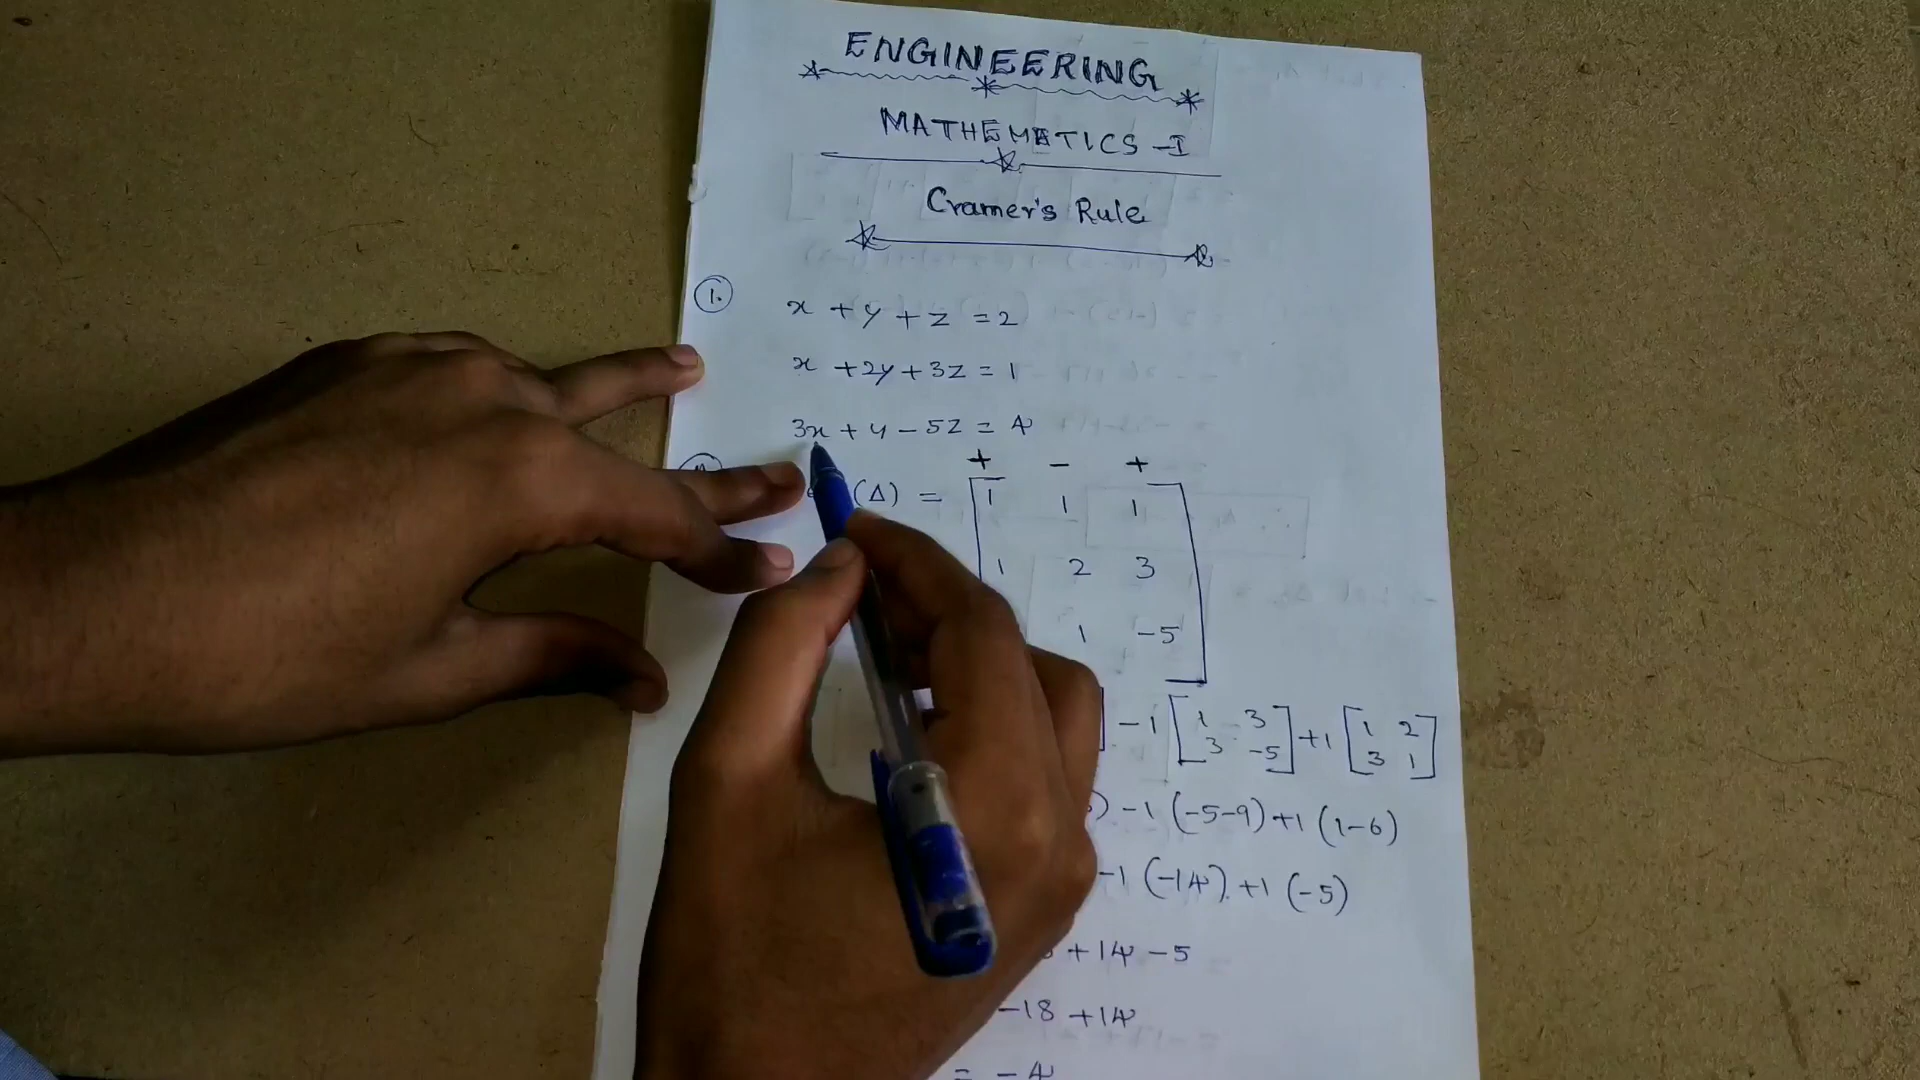 ENGINEERING
MATHEMETICS -I
Cramer's Rule
1.
x + y + z = 2
x + 2y + 3z = 1
3x + y - 5z = 4
+ - +
(Δ) = [1 1 1
1 2 3
1 -5]
] -1 [1 3 3 -5] +1 [1 2 3 1]
) -1 (-5-9) +1 (1-6)
-1 (-14) +1 (-5)
+14 -5
-18 +14
= -4